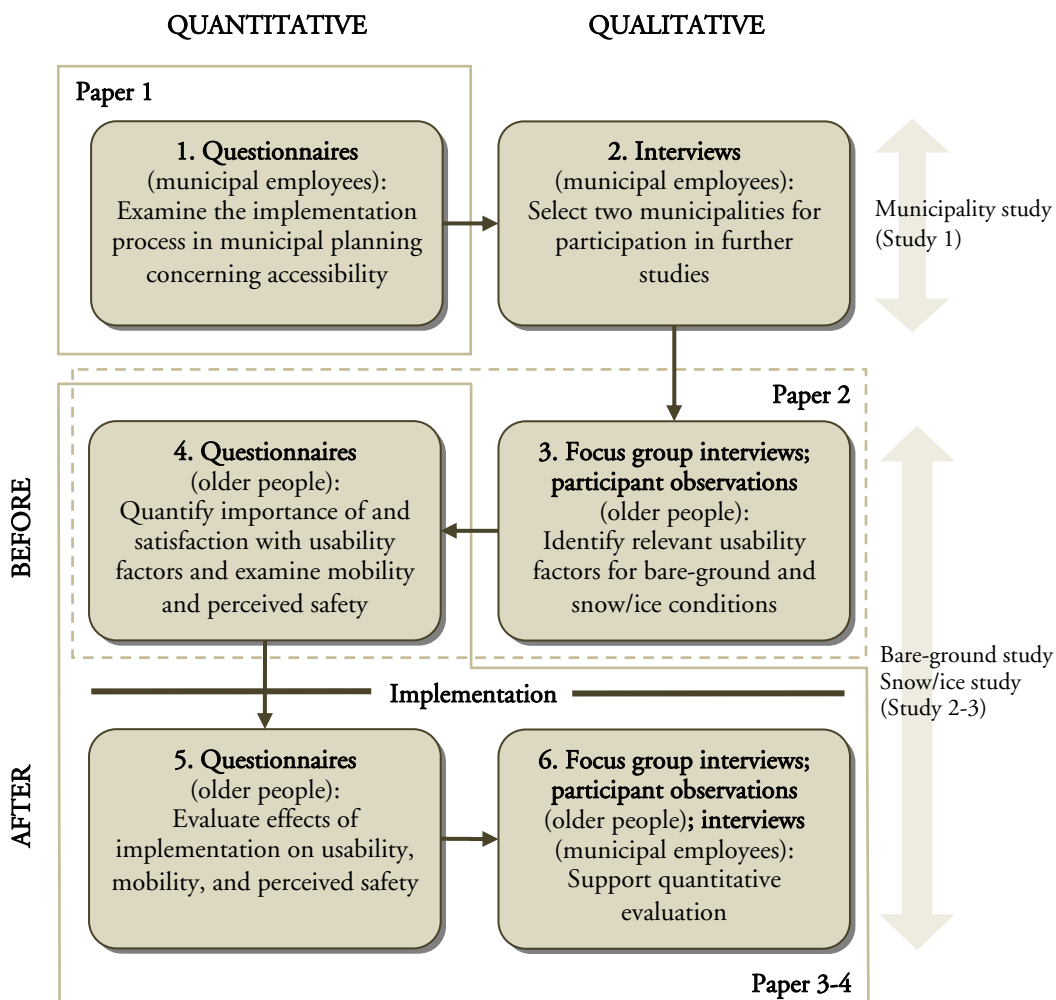 QUANTITATIVE
QUALITATIVE
Paper 1
1. Questionnaires
(municipal employees):
Examine the implementation
process in municipal planning
concerning accessibility
2. Interviews
(municipal employees):
Select two municipalities for
participation in further
studies
Municipality study
(Study 1)
Paper 2
BEFORE
4. Questionnaires
(older people):
Quantify importance of and
satisfaction with usability
factors and examine mobility
and perceived safety
3. Focus group interviews;
participant observations
(older people):
Identify relevant usability
factors for bare-ground and
snow/ice conditions
Bare-ground study
Snow/ice study
(Study 2-3)
Implementation
AFTER
5. Questionnaires
(older people):
Evaluate effects of
implementation on usability,
mobility, and perceived safety
6. Focus group interviews;
participant observations
(older people); interviews
(municipal employees):
Support quantitative
evaluation
Paper 3-4